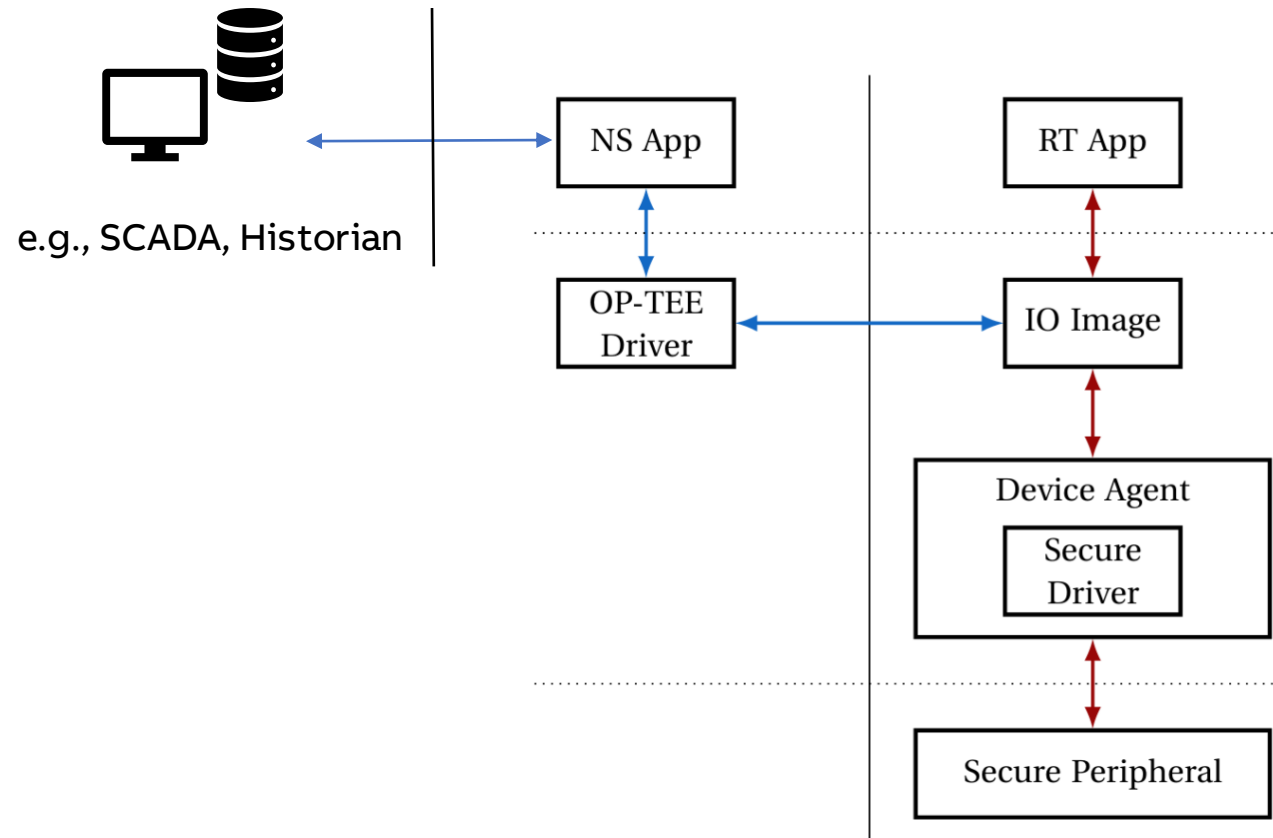 NS App
RT App
e.g., SCADA, Historian
OP-TEE
Driver
IO Image
Device Agent
Secure
Driver
Secure Peripheral